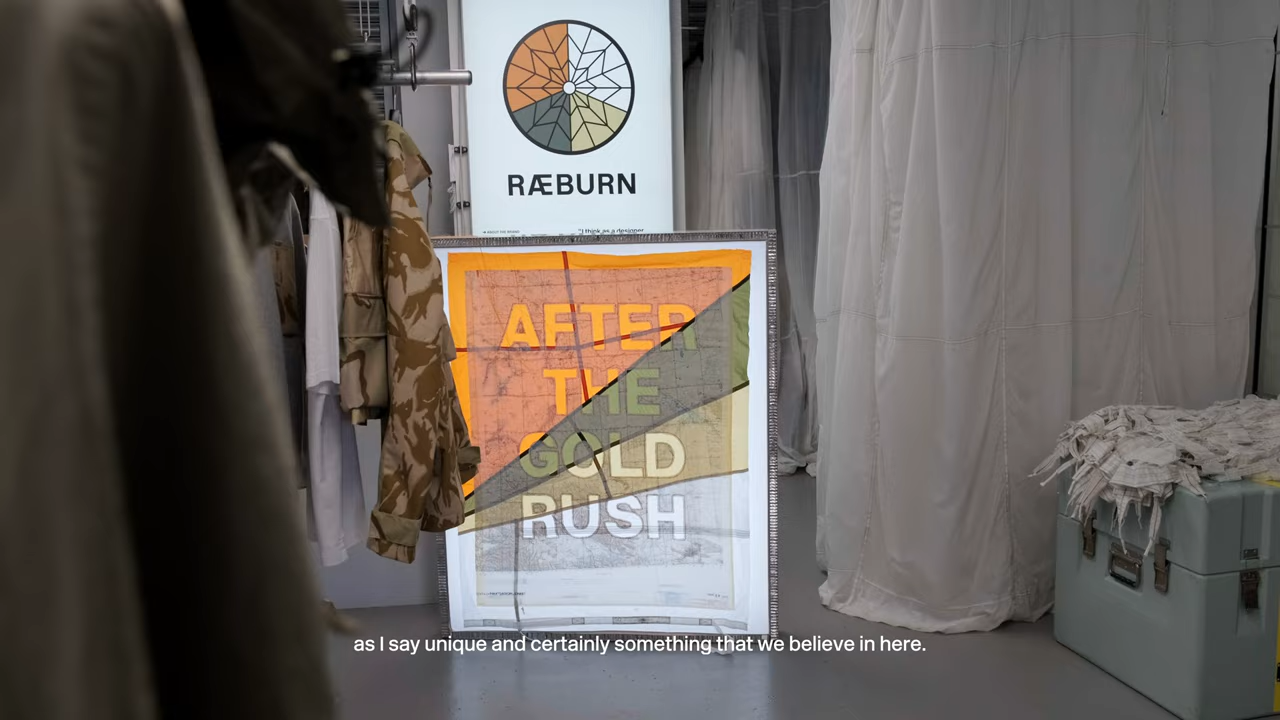 RÆBURN
"I think as a designer
AFTER
THE
GOLD
RUSH
as I say unique and certainly something that we believe in here.